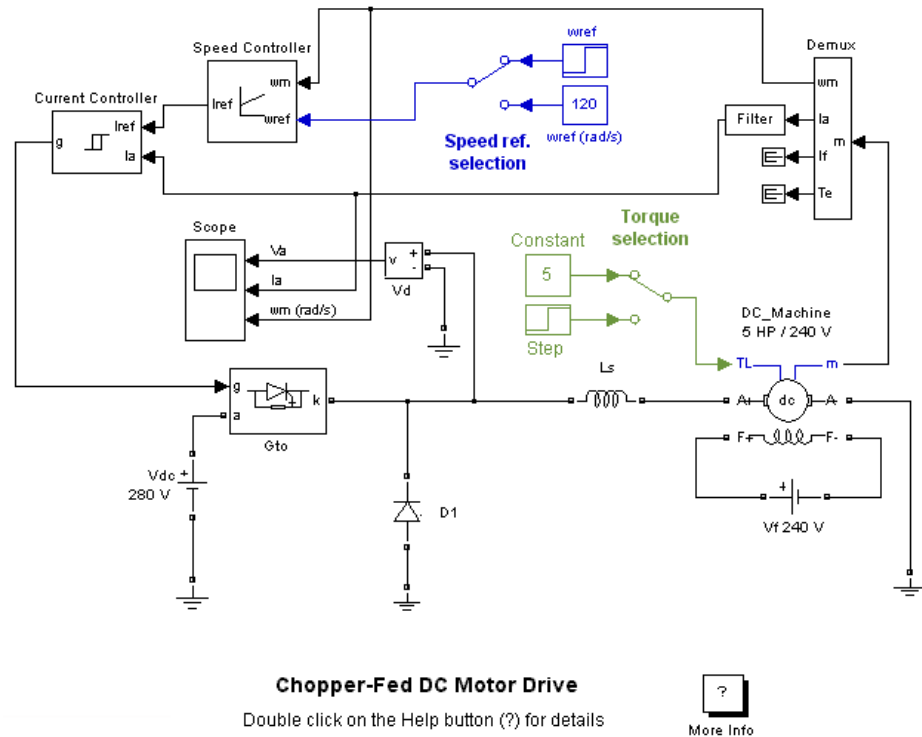 Speed Controller
wref
Demux
wm
Iref
wref
wm
Current Controller
120
Filter
Ia
g
Iref
Ia
wref (rad/s)
m
If
Speed ref.
selection
Te
Scope
Torque
selection
Va
Constant
v
+
-
Ia
Vd
5
wm (rad/s)
DC_Machine
5 HP / 240 V
Step
TL
m
g
k
a
Ls
A+
dc
A-
Gto
F+
F-
Vdc
+
280 V
D1
+
Vf 240 V
Chopper-Fed DC Motor Drive
Double click on the Help button (?) for details
?
More Info